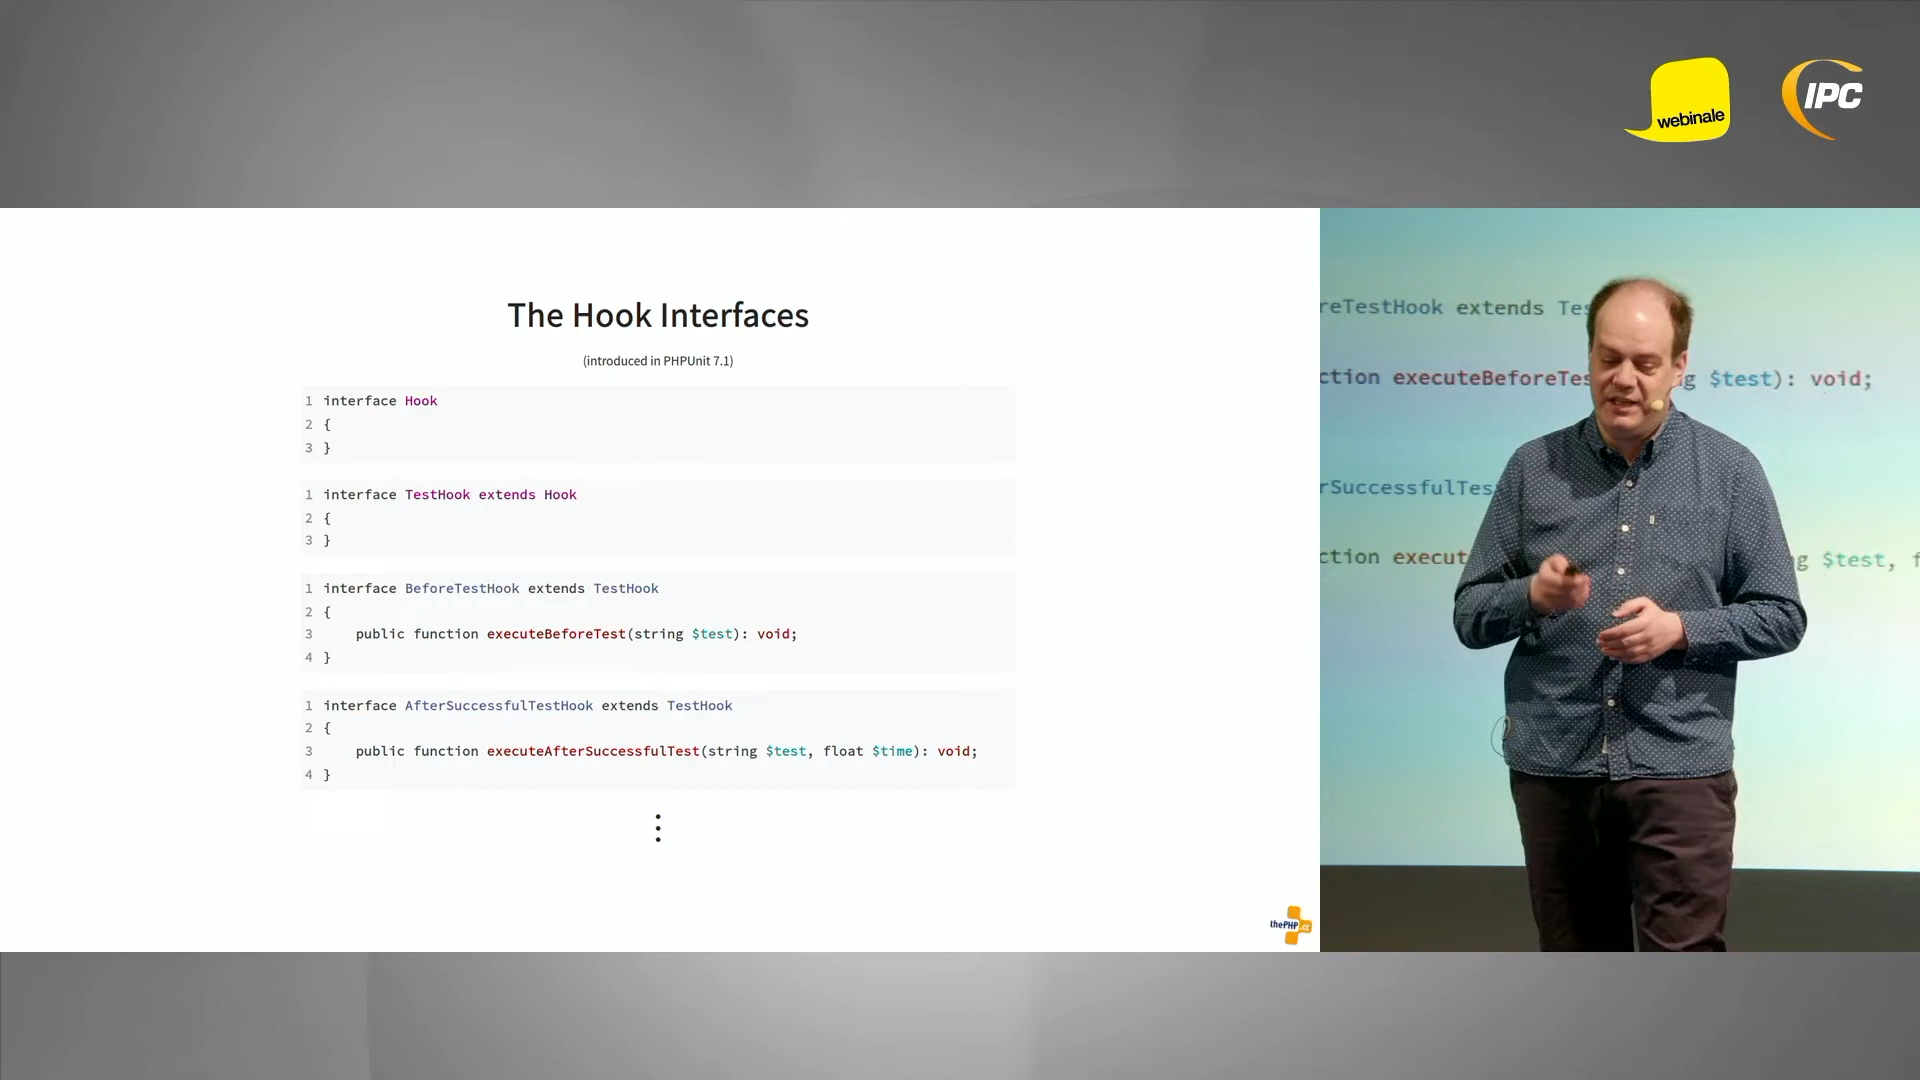 webinale
IPC
The Hook Interfaces
(introduced in PHPUnit 7.1)
1 interface Hook
2 {
3 }
1 interface TestHook extends Hook
2 {
3 }
1 interface BeforeTestHook extends TestHook
2 {
3 public function executeBeforeTest(string $test): void;
4 }
1 interface AfterSuccessfulTestHook extends TestHook
2 {
3 public function executeAfterSuccessfulTest(string $test, float $time): void;
4 }
thePHP.cc
reTestHook extends Tes
ction executeBeforeTes g $test): void;
rSuccessfulTes
ction execut g $test, f